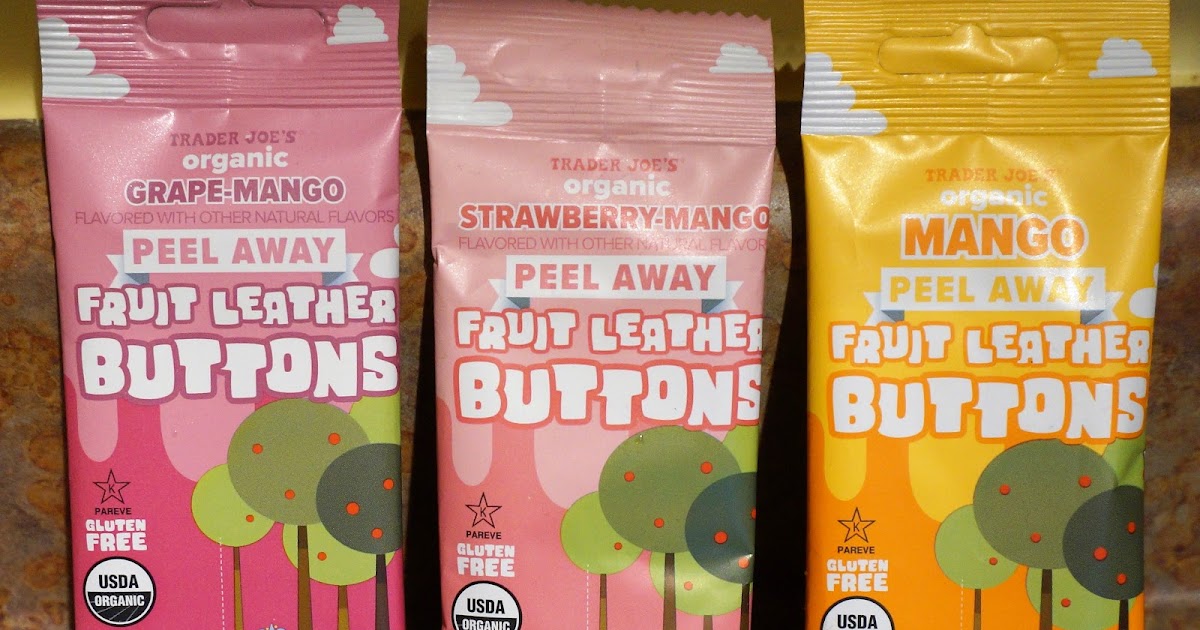 TRADER JOE'S
organic
GRAPE-MANGO
FLAVORED WITH OTHER NATURAL FLAVORS
PEEL AWAY
FRUIT LEATHER
BUTTONS
K
PAREVE
GLUTEN
FREE
USDA
ORGANIC
TRADER JOE'S
organic
STRAWBERRY-MANGO
FLAVORED WITH OTHER NATURAL FLAVOR
PEEL AWAY
FRUIT LEATHER
BUTTONS
K
PAREVE
GLUTEN
FREE
USDA
ORGANIC
TRADER JOE'S
organic
MANGO
PEEL AWAY
FRUIT LEATHER
BUTTONS
K
PAREVE
GLUTEN
FREE
USDA